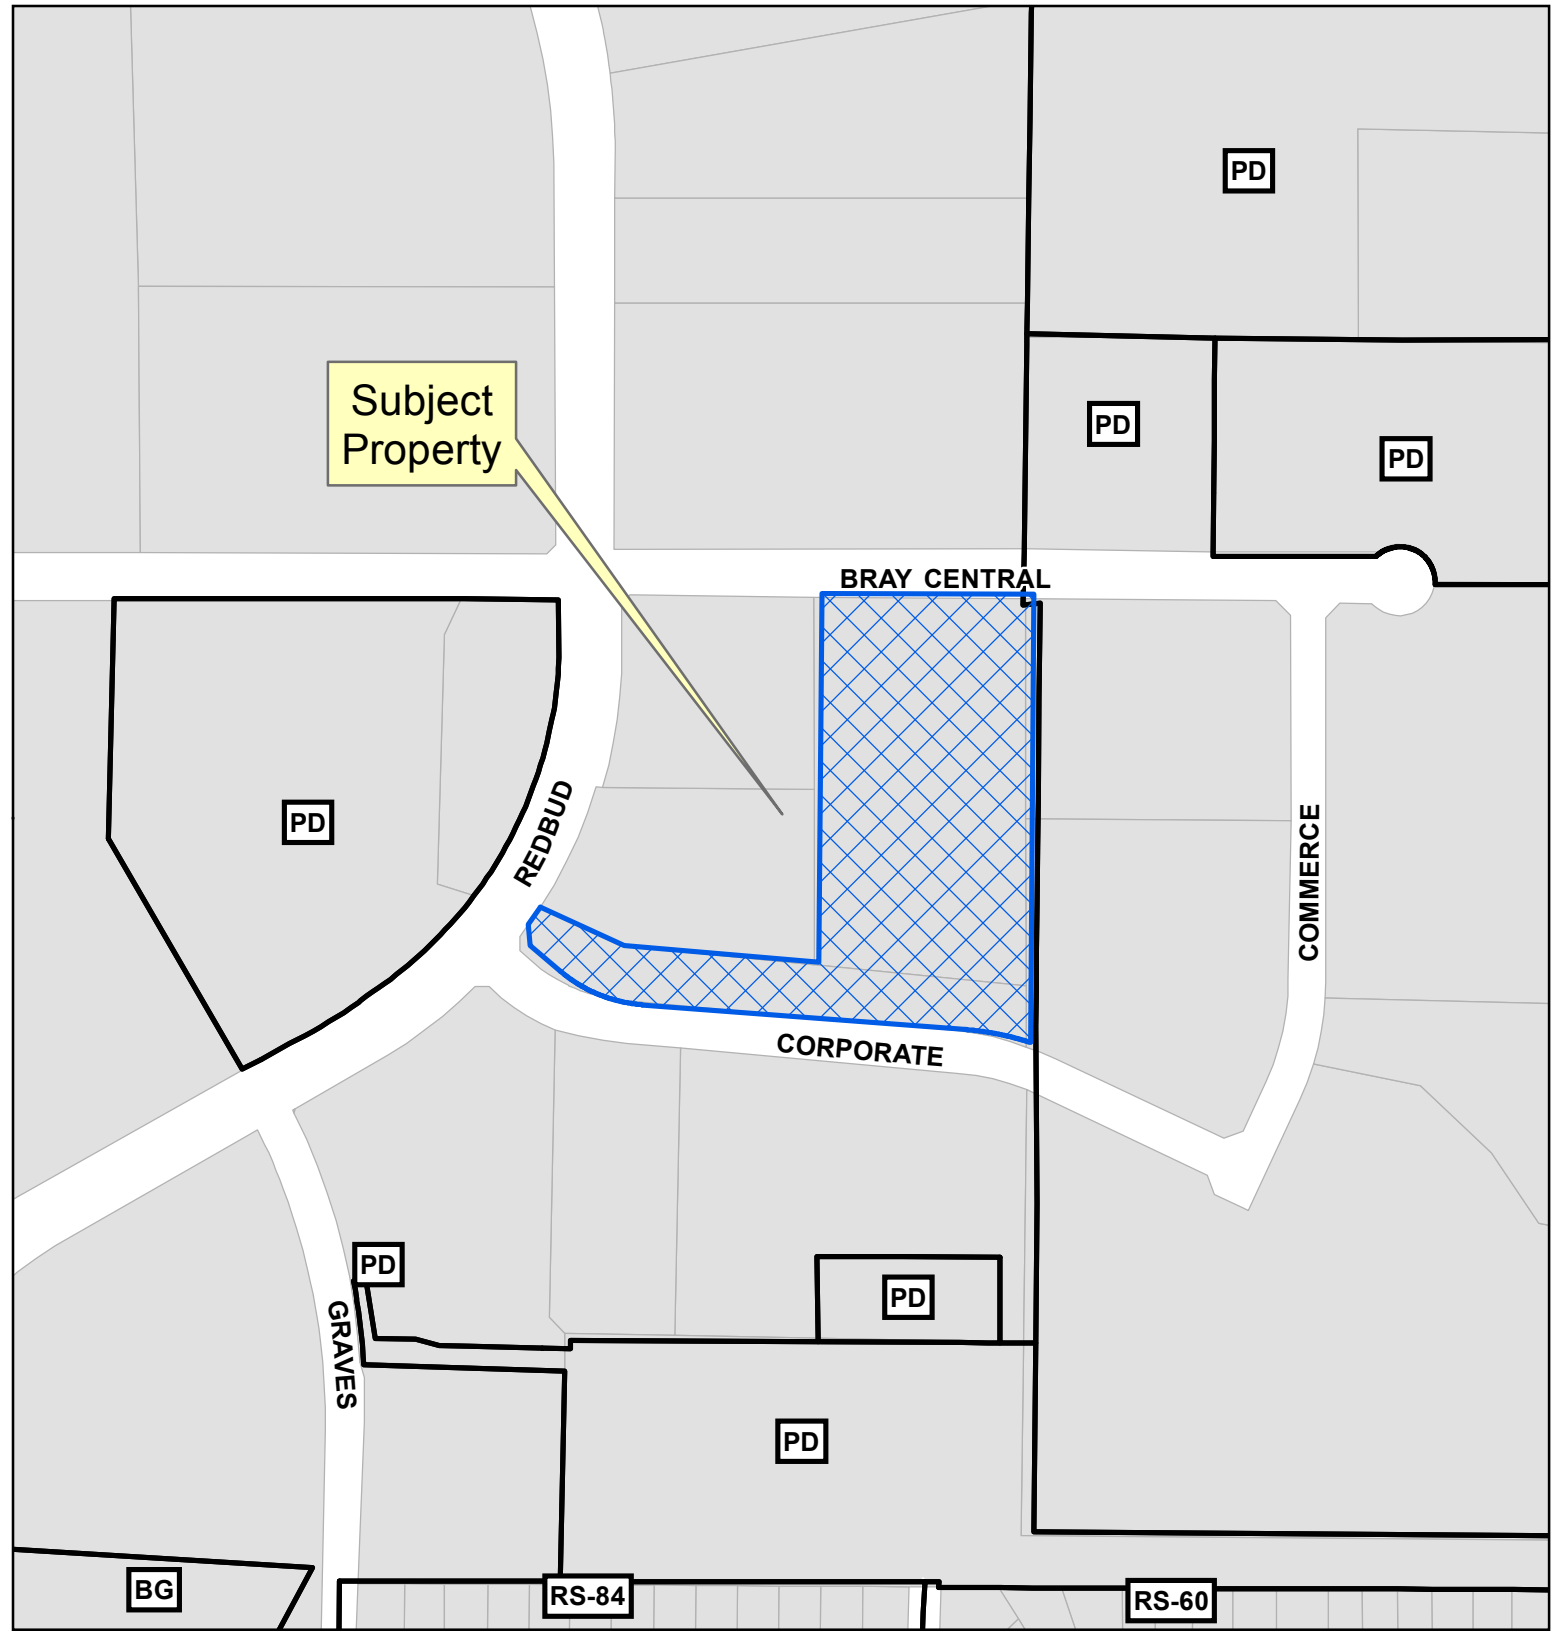 PD
Subject
Property
PD
PD
BRAY CENTRAL
PD
REDBUD
COMMERCE
CORPORATE
PD
PD
GRAVES
PD
BG
RS-84
RS-60